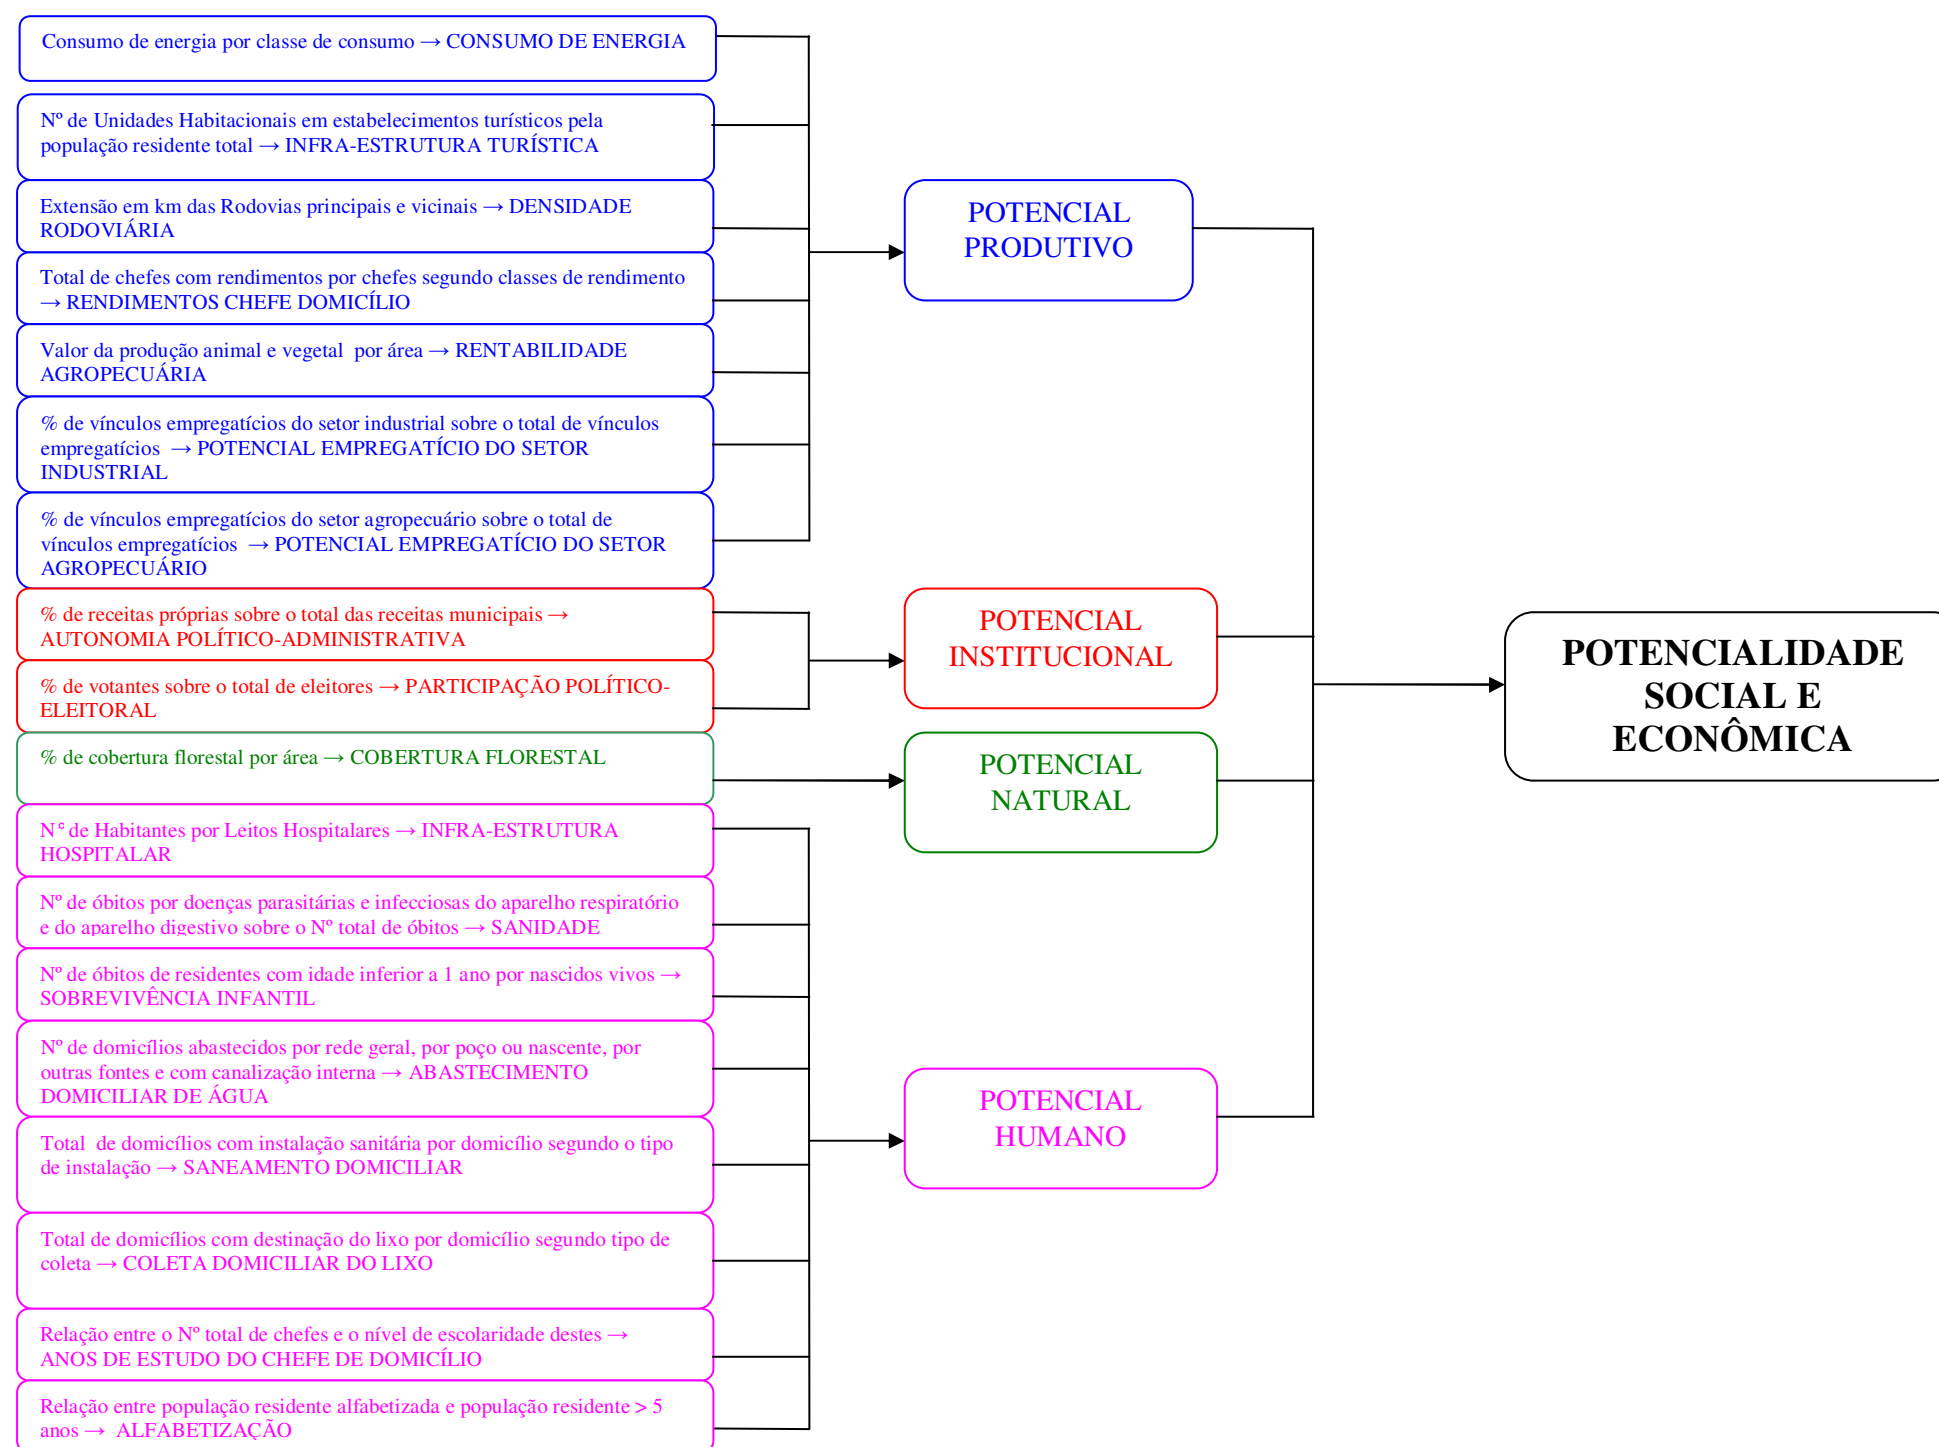 Consumo de energia por classe de consumo → CONSUMO DE ENERGIA
Nº de Unidades Habitacionais em estabelecimentos turísticos pela
população residente total → INFRA-ESTRUTURA TURÍSTICA
Extensão em km das Rodovias principais e vicinais → DENSIDADE
RODOVIÁRIA
Total de chefes com rendimentos por chefes segundo classes de rendimento
→ RENDIMENTOS CHEFE DOMICÍLIO
Valor da produção animal e vegetal  por área → RENTABILIDADE
AGROPECUÁRIA
% de vínculos empregatícios do setor industrial sobre o total de vínculos
empregatícios  → POTENCIAL EMPREGATÍCIO DO SETOR
INDUSTRIAL
% de vínculos empregatícios do setor agropecuário sobre o total de
vínculos empregatícios  → POTENCIAL EMPREGATÍCIO DO SETOR
AGROPECUÁRIO
% de receitas próprias sobre o total das receitas municipais →
AUTONOMIA POLÍTICO-ADMINISTRATIVA
% de votantes sobre o total de eleitores → PARTICIPAÇÃO POLÍTICO-
ELEITORAL
% de cobertura florestal por área → COBERTURA FLORESTAL
N° de Habitantes por Leitos Hospitalares → INFRA-ESTRUTURA
HOSPITALAR
Nº de óbitos por doenças parasitárias e infecciosas do aparelho respiratório
e do aparelho digestivo sobre o Nº total de óbitos → SANIDADE
Nº de óbitos de residentes com idade inferior a 1 ano por nascidos vivos →
SOBREVIVÊNCIA INFANTIL
Nº de domicílios abastecidos por rede geral, por poço ou nascente, por
outras fontes e com canalização interna → ABASTECIMENTO
DOMICILIAR DE ÁGUA
Total  de domicílios com instalação sanitária por domicílio segundo o tipo
de instalação → SANEAMENTO DOMICILIAR
Total de domicílios com destinação do lixo por domicílio segundo tipo de
coleta → COLETA DOMICILIAR DO LIXO
Relação entre o Nº total de chefes e o nível de escolaridade destes →
ANOS DE ESTUDO DO CHEFE DE DOMICÍLIO
Relação entre população residente alfabetizada e população residente > 5
anos →  ALFABETIZAÇÃO
POTENCIAL
PRODUTIVO
POTENCIAL
INSTITUCIONAL
POTENCIAL
NATURAL
POTENCIAL
HUMANO
POTENCIALIDADE
SOCIAL E
ECONÔMICA